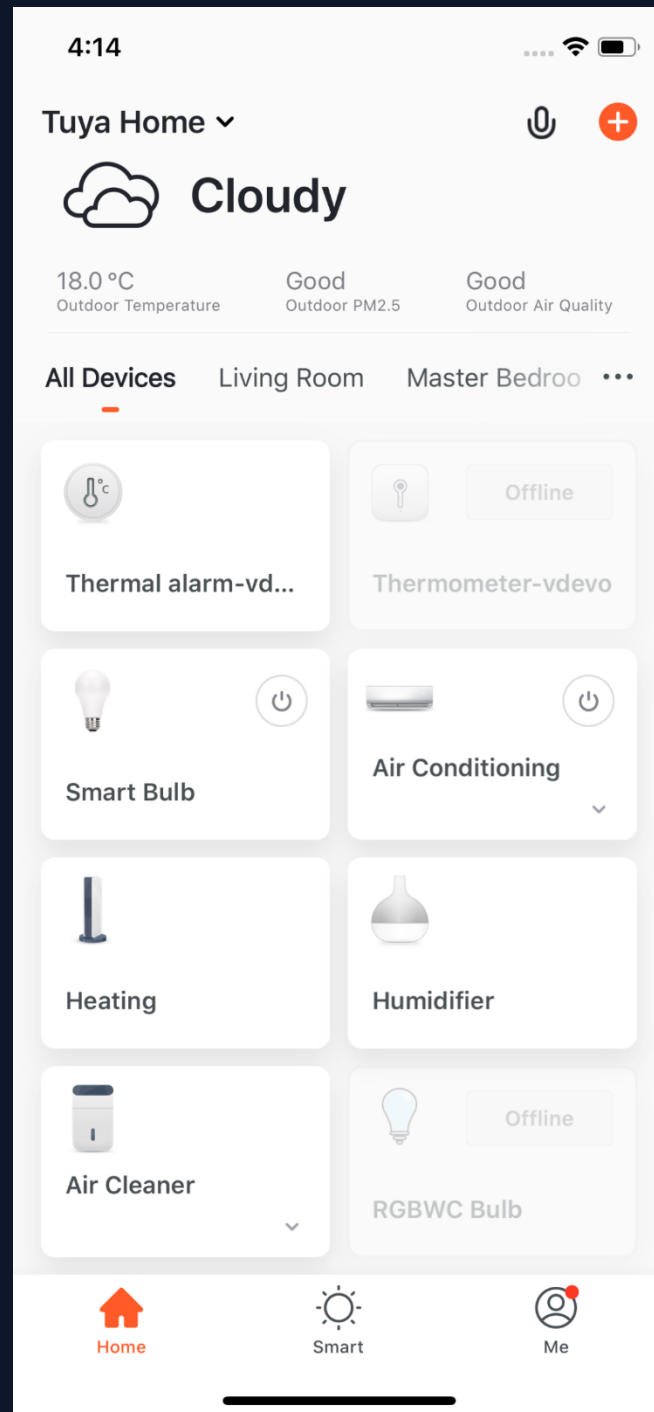 4:14
Tuya Home
Cloudy
18.0 °C
Outdoor Temperature
Good
Outdoor PM2.5
Good
Outdoor Air Quality
All Devices
Living Room
Master Bedroo
°c
Thermal alarm-vd...
Offline
Thermometer-vdevo
Smart Bulb
Air Conditioning
Heating
Humidifier
Air Cleaner
Offline
RGBWC Bulb
Home
Smart
Me